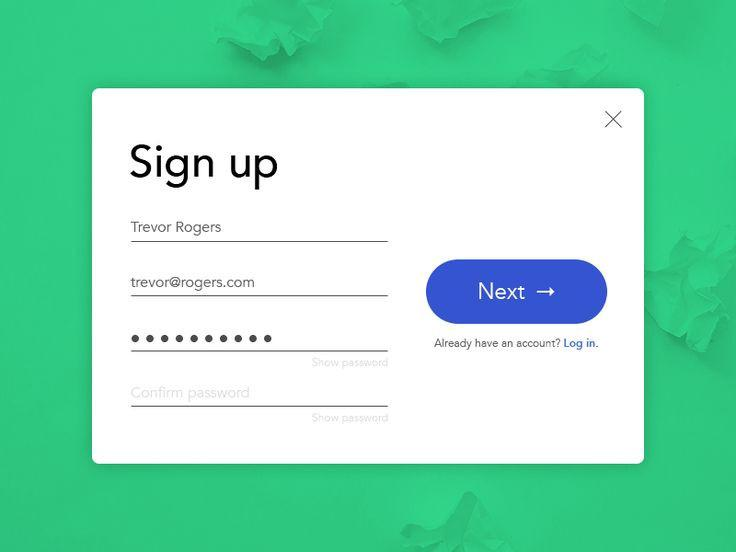 Sign up
Trevor Rogers
trevor@rogers.com
●●●●●●●●●●
Show password
Confirm password
Show password
Next →
Already have an account? Log in.